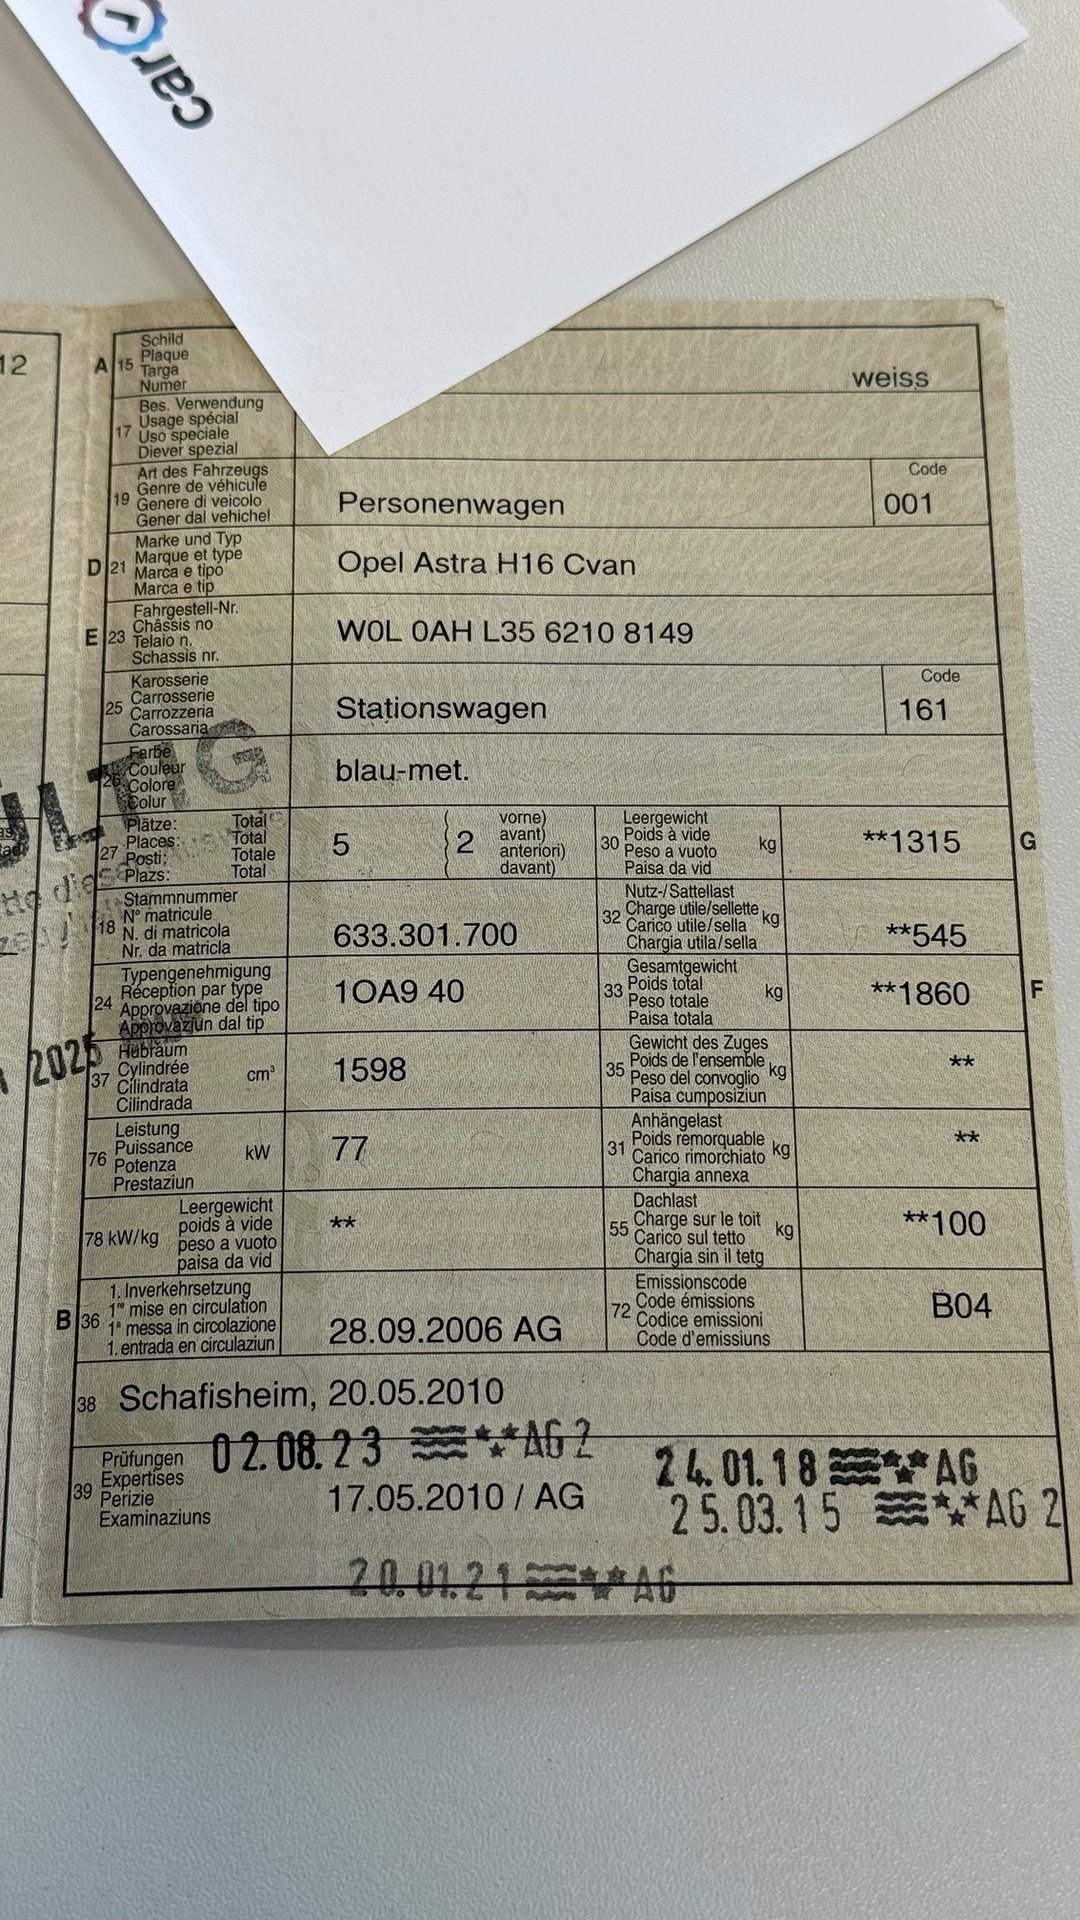 car
12
A 15 Schild
Plaque
Targa
Numer
weiss
17 Bes. Verwendung
Usage spécial
Uso speciale
Diever spezial
19 Art des Fahrzeugs
Genre de véhicule
Genere di veicolo
Gener dal vehichel
Personenwagen
Code
001
D 21 Marke und Typ
Marque et type
Marca e tipo
Marca e tip
Opel Astra H16 Cvan
E 23 Fahrgestell-Nr.
Châssis no
Telaio n.
Schassis nr.
W0L 0AH L35 6210 8149
25 Karosserie
Carrosserie
Carrozzeria
Carossaria
Stationswagen
Code
161
26 Farbe
Couleur
Colore
Colur
blau-met.
ULTIG
27 Plätze: Total
Places: Total
Posti: Totale
Plazs: Total
5
2
vorne)
avant)
anteriori)
davant)
30 Leergewicht
Poids à vide
Peso a vuoto
Paisa da vid
kg
**1315
G
18 Stammnummer
N° matricule
N. di matricola
Nr. da matricla
633.301.700
32 Nutz-/Sattellast
Charge utile/sellette
Carico utile/sella
Chargia utila/sella
kg
**545
24 Typengenehmigung
Réception par type
Approvazione del tipo
Approvaziun dal tip
1OA9 40
33 Gesamtgewicht
Poids total
Peso totale
Paisa totala
kg
**1860
F
2025
37 Hubraum
Cylindrée
Cilindrata
Cilindrada
cm³
1598
35 Gewicht des Zuges
Poids de l'ensemble
Peso del convoglio
Paisa cumposiziun
kg
**
76 Leistung
Puissance
Potenza
Prestaziun
kW
77
31 Anhängelast
Poids remorquable
Carico rimorchiato
Chargia annexa
kg
**
78 kW/kg
Leergewicht
poids à vide
peso a vuoto
paisa da vid
**
55 Dachlast
Charge sur le toit
Carico sul tetto
Chargia sin il tetg
kg
**100
B 36 1. Inverkehrsetzung
1re mise en circulation
1a messa in circolazione
1. entrada en circulaziun
28.09.2006 AG
72 Emissionscode
Code émissions
Codice emissioni
Code d'emissiuns
B04
38 Schafisheim, 20.05.2010
02.08.23 AG 2
39 Prüfungen
Expertises
Perizie
Examinaziuns
17.05.2010 / AG
24.01.18 AG
25.03.15 AG 2
20.01.21 AG